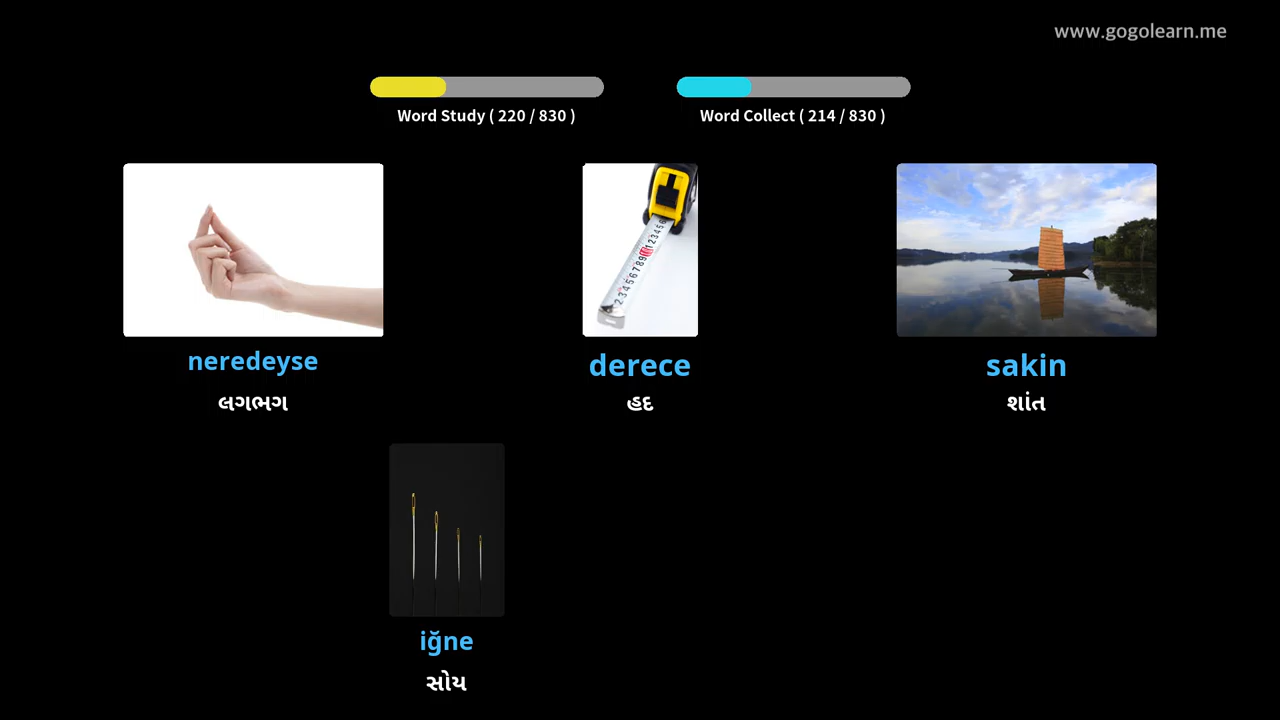 www.gogolearn.me
Word Study ( 220 / 830 )
Word Collect ( 214 / 830 )
neredeyse
લગભગ
derece
હદ
sakin
શાંત
iğne
સોય